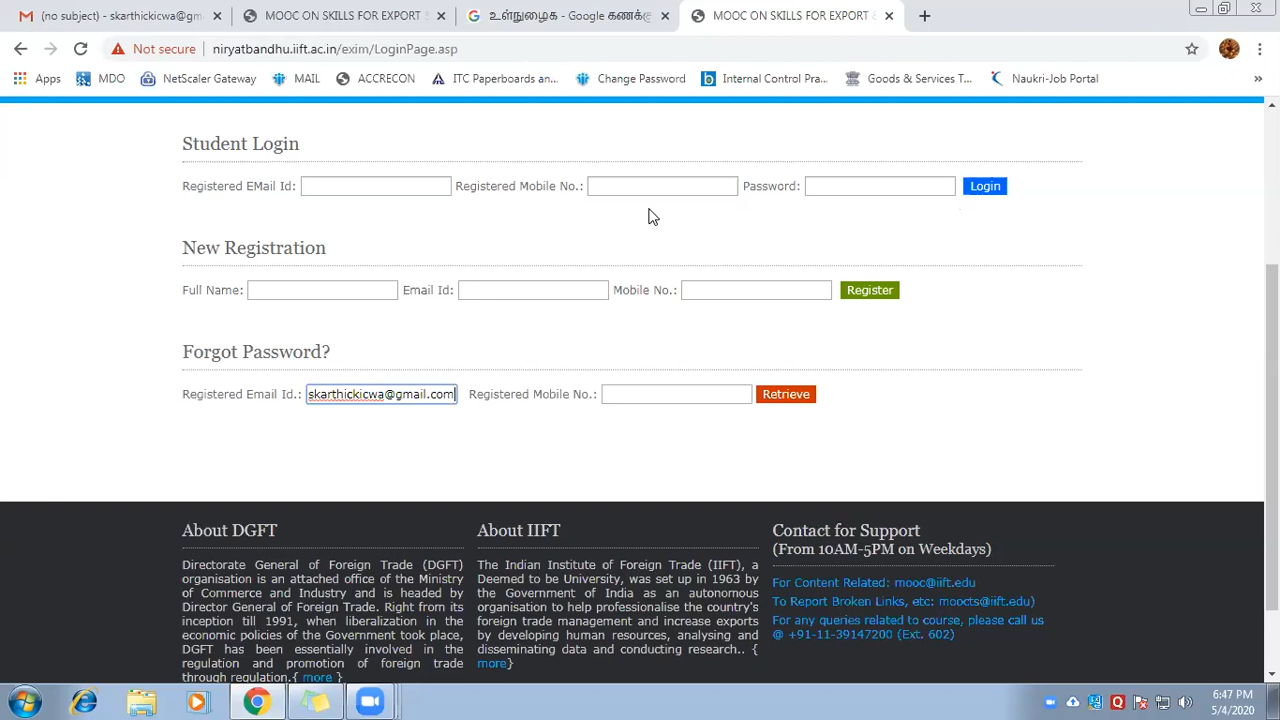 (no subject) - skarthickicwa@gm
MOOC ON SKILLS FOR EXPORT
உள்நுழைக - Google கணக்கு
MOOC ON SKILLS FOR EXPORT &
Not secure
niryatbandhu.iift.ac.in/exim/LoginPage.asp
Apps
MDO
NetScaler Gateway
MAIL
ACCRECON
ITC Paperboards an...
Change Password
Internal Control Pra...
Goods & Services T...
Naukri-Job Portal
»
Student Login
Registered EMail Id:
Registered Mobile No.:
Password:
Login
New Registration
Full Name:
Email Id:
Mobile No.:
Register
Forgot Password?
Registered Email Id.: skarthickicwa@gmail.com
Registered Mobile No.:
Retrieve
About DGFT
Directorate General of Foreign Trade (DGFT)
organisation is an attached office of the Ministry
of Commerce and Industry and is headed by
Director General of Foreign Trade. Right from its
inception till 1991, when liberalization in the
economic policies of the Government took place,
DGFT has been essentially involved in the
regulation and promotion of foreign trade
through regulation.{ more }
About IIFT
The Indian Institute of Foreign Trade (IIFT), a
Deemed to be University, was set up in 1963 by
the Government of India as an autonomous
organisation to help professionalise the country's
foreign trade management and increase exports
by developing human resources, analysing and
disseminating data and conducting research.. {
more}
Contact for Support
(From 10AM-5PM on Weekdays)
For Content Related: mooc@iift.edu
To Report Broken Links, etc: moocts@iift.edu)
For any queries related to course, please call us
@ +91-11-39147200 (Ext. 602)
6:47 PM
5/4/2020